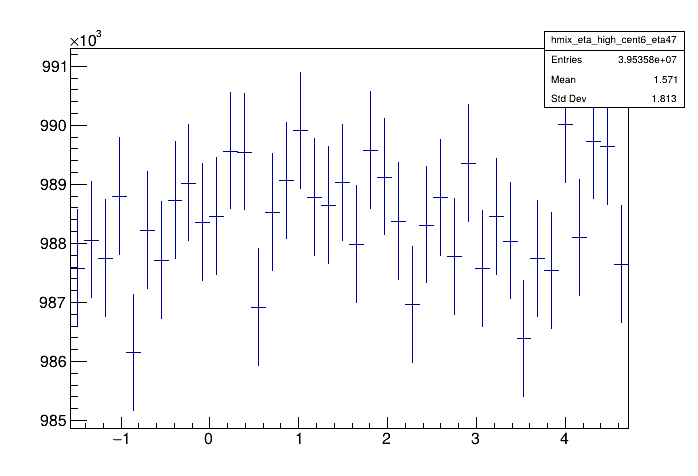 ×10³
hmix_eta_high_cent6_eta47
Entries 3.95358e+07
Mean 1.571
Std Dev 1.813
991
990
989
988
987
986
985
−1 0 1 2 3 4